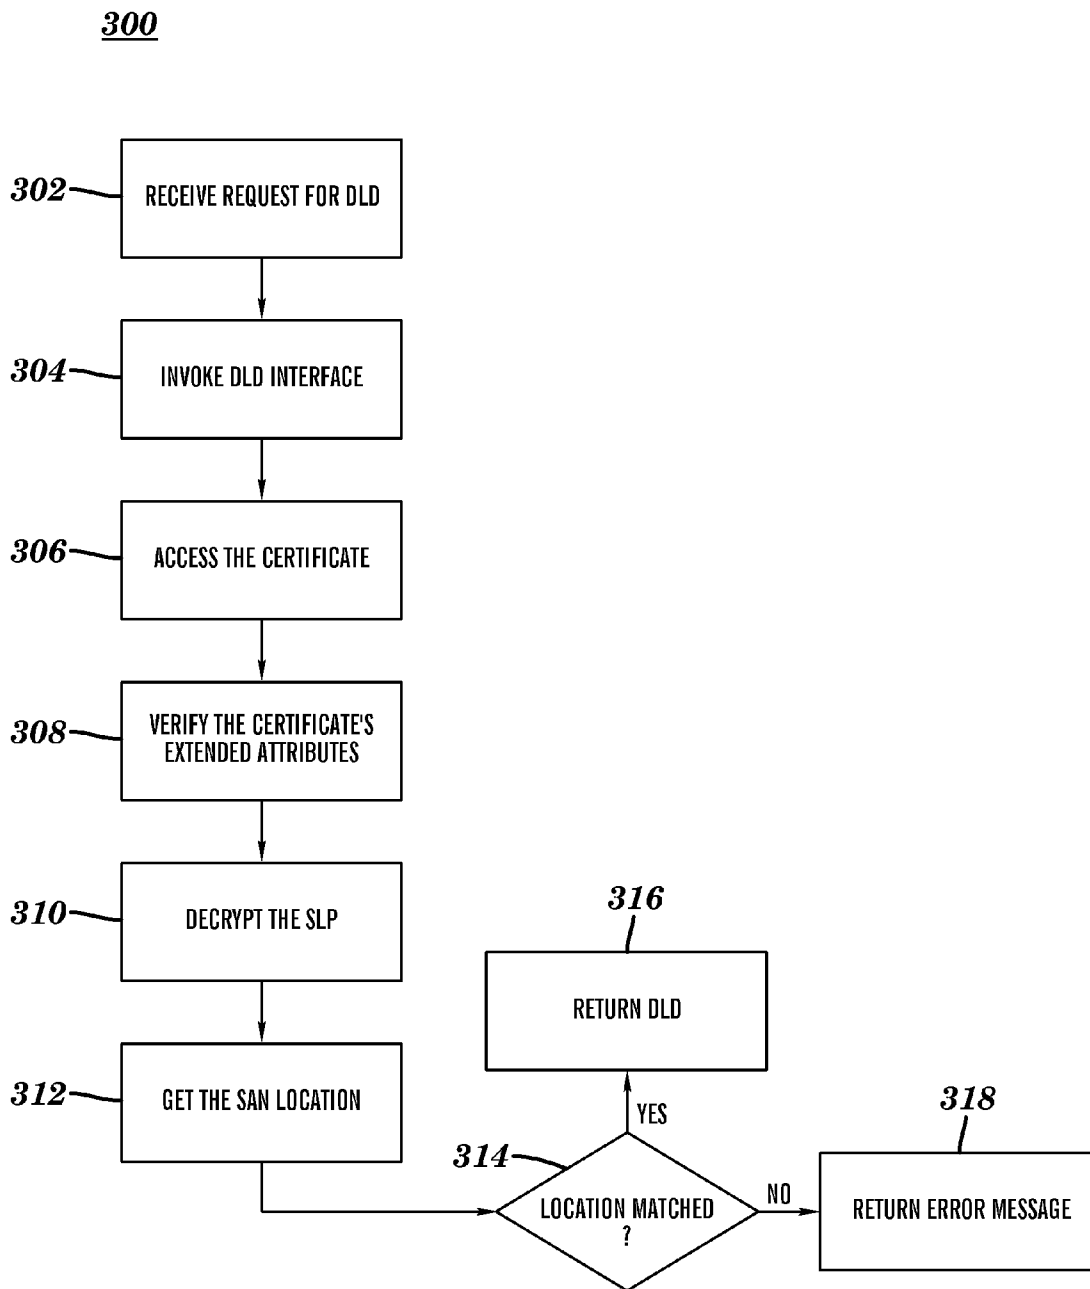 300
302
RECEIVE REQUEST FOR DLD
304
INVOKE DLD INTERFACE
306
ACCESS THE CERTIFICATE
308
VERIFY THE CERTIFICATE'S
EXTENDED ATTRIBUTES
310
DECRYPT THE SLP
312
GET THE SAN LOCATION
314
LOCATION MATCHED
?
YES
316
RETURN DLD
NO
318
RETURN ERROR MESSAGE